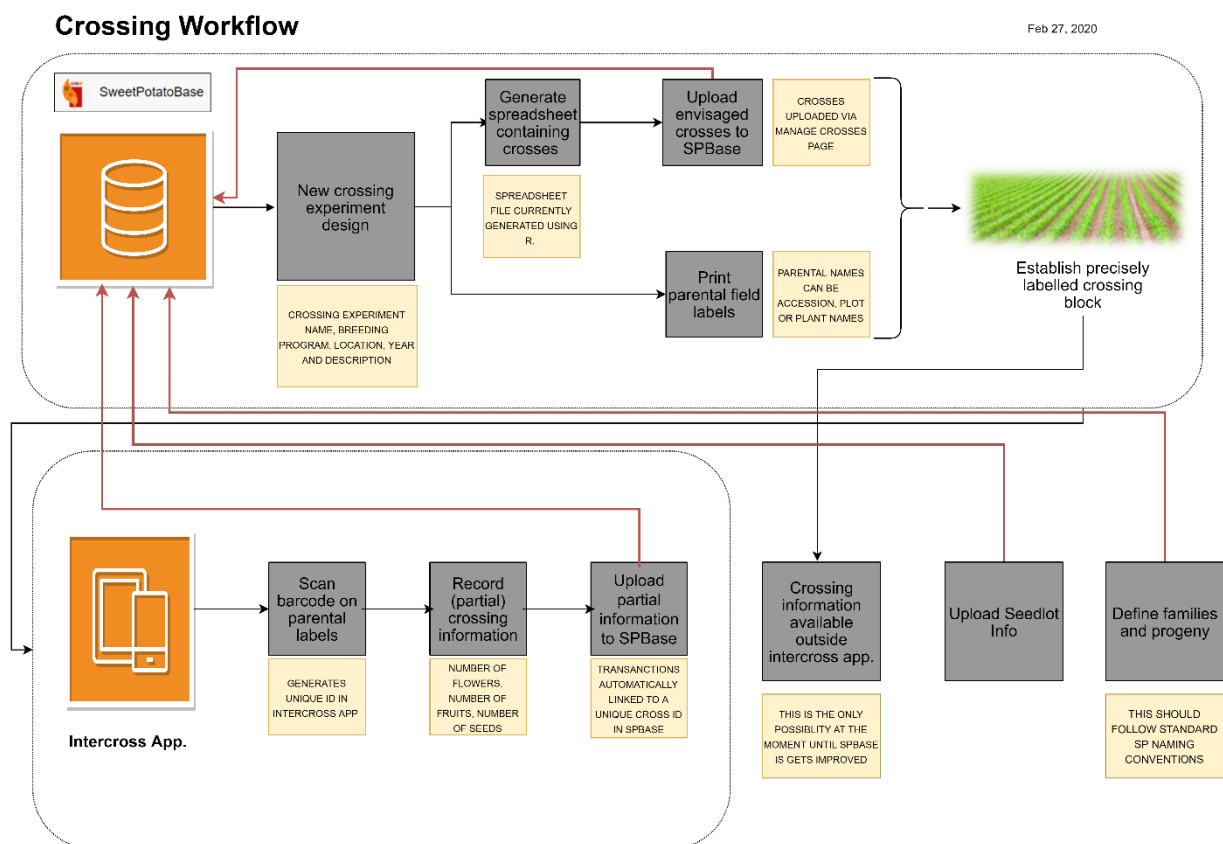 Crossing Workflow
Feb 27, 2020
SweetPotatoBase
New crossing
experiment
design
CROSSING EXPERIMENT
NAME, BREEDING
PROGRAM. LOCATION, YEAR
AND DESCRIPTION
Generate
spreadsheet
containing
crosses
SPREADSHEET
FILE CURRENTLY
GENERATED USING
R.
Upload
envisaged
crosses to
SPBase
CROSSES
UPLOADED VIA
MANAGE CROSSES
PAGE
Print
parental field
labels
PARENTAL NAMES
CAN BE
ACCESSION, PLOT
OR PLANT NAMES
Establish precisely
labelled crossing
block
Intercross App.
Scan
barcode on
parental
labels
GENERATES
UNIQUE ID IN
INTERCROSS APP
Record
(partial)
crossing
information
NUMBER OF
FLOWERS,
NUMBER OF
FRUITS, NUMBER
OF SEEDS
Upload
partial
information
to SPBase
TRANSANCTIONS
AUTOMATICALLY
LINKED TO A
UNIQUE CROSS ID
IN SPBASE
Crossing
information
available
outside
intercross app.
THIS IS THE ONLY
POSSIBLITY AT THE
MOMENT UNTIL SPBASE
IS GETS IMPROVED
Upload Seedlot
Info
Define families
and progeny
THIS SHOULD
FOLLOW STANDARD
SP NAMING
CONVENTIONS